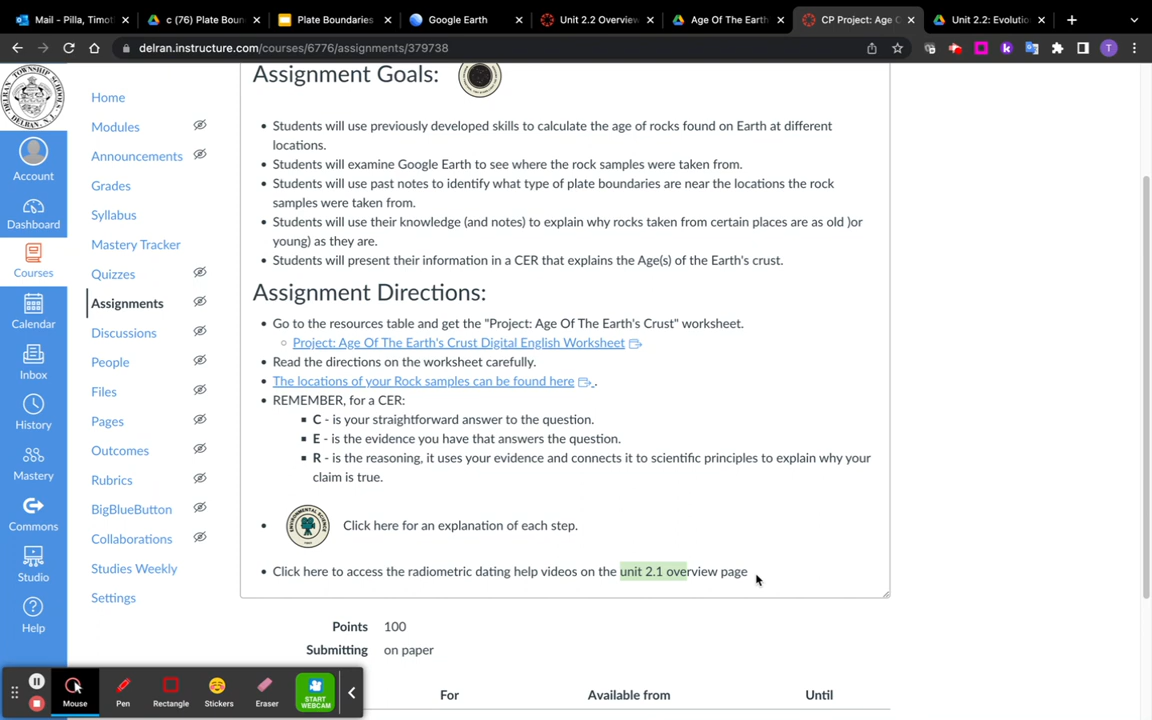 Mail - Pilla, Timot
c (76) Plate Boun
Plate Boundaries
Google Earth
Unit 2.2 Overview
Age Of The Earth
CP Project: Age O
Unit 2.2: Evolutio
delran.instructure.com/courses/6776/assignments/379738
T
Account
Dashboard
Courses
Calendar
Inbox
History
Mastery
Commons
Studio
Help
Home
Modules
Announcements
Grades
Syllabus
Mastery Tracker
Quizzes
Assignments
Discussions
People
Files
Pages
Outcomes
Rubrics
BigBlueButton
Collaborations
Studies Weekly
Settings
Assignment Goals:
Students will use previously developed skills to calculate the age of rocks found on Earth at different
locations.
Students will examine Google Earth to see where the rock samples were taken from.
Students will use past notes to identify what type of plate boundaries are near the locations the rock
samples were taken from.
Students will use their knowledge (and notes) to explain why rocks taken from certain places are as old )or
young) as they are.
Students will present their information in a CER that explains the Age(s) of the Earth's crust.
Assignment Directions:
Go to the resources table and get the "Project: Age Of The Earth's Crust" worksheet.
Project: Age Of The Earth's Crust Digital English Worksheet
Read the directions on the worksheet carefully.
The locations of your Rock samples can be found here .
REMEMBER, for a CER:
C - is your straightforward answer to the question.
E - is the evidence you have that answers the question.
R - is the reasoning, it uses your evidence and connects it to scientific principles to explain why your
claim is true.
ENVIRONMENTAL SCIENCE
Click here for an explanation of each step.
Click here to access the radiometric dating help videos on the unit 2.1 overview page
Points 100
Submitting on paper
For Available from Until
Mouse
Pen
Rectangle
Stickers
Eraser
START
WEBCAM